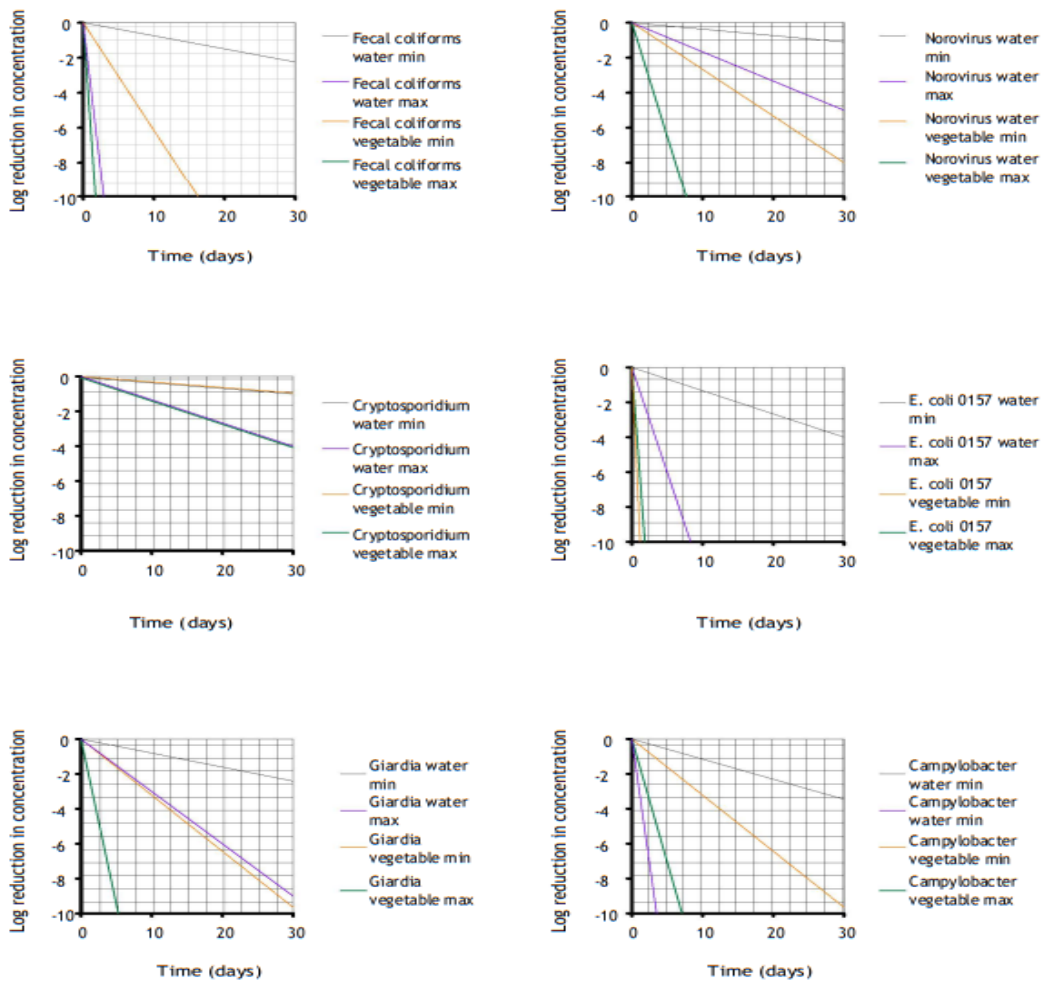 Log reduction in concentration
0
-2
-4
-6
-8
-10
0
10
20
30
Time (days)
Fecal coliforms
water min
Fecal coliforms
water max
Fecal coliforms
vegetable min
Fecal coliforms
vegetable max
Log reduction in concentration
0
-2
-4
-6
-8
-10
0
10
20
30
Time (days)
Norovirus water
min
Norovirus water
max
Norovirus water
vegetable min
Norovirus water
vegetable max
Log reduction in concentration
0
-2
-4
-6
-8
-10
0
10
20
30
Time (days)
Cryptosporidium
water min
Cryptosporidium
water max
Cryptosporidium
vegetable min
Cryptosporidium
vegetable max
Log reduction in concentration
0
-2
-4
-6
-8
-10
0
10
20
30
Time (days)
E. coli 0157 water
min
E. coli 0157 water
max
E. coli 0157
vegetable min
E. coli 0157
vegetable max
Log reduction in concentration
0
-2
-4
-6
-8
-10
0
10
20
30
Time (days)
Giardia water
min
Giardia water
max
Giardia
vegetable min
Giardia
vegetable max
Log reduction in concentration
0
-2
-4
-6
-8
-10
0
10
20
30
Time (days)
Campylobacter
water min
Campylobacter
water min
Campylobacter
vegetable min
Campylobacter
vegetable max